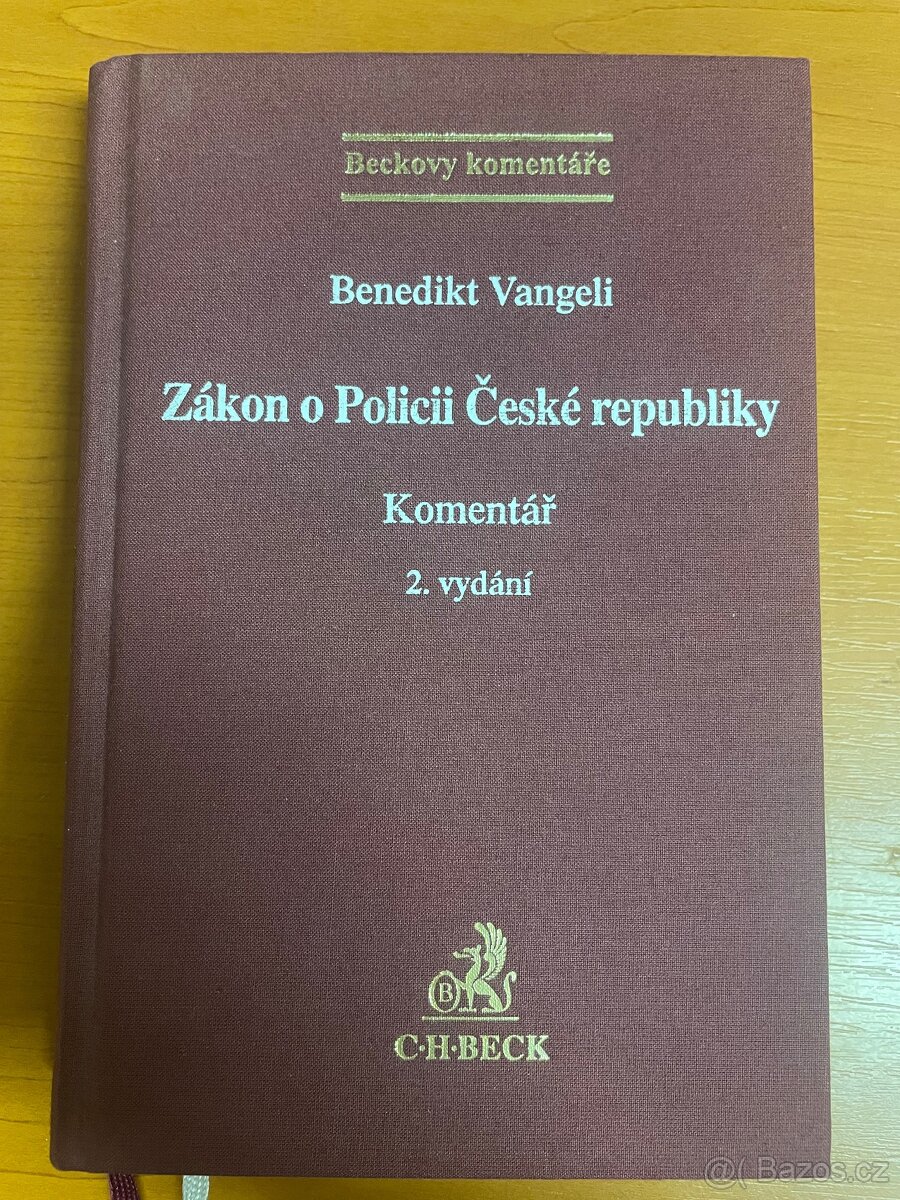 Beckovy komentáře
Benedikt Vangeli
Zákon o Policii České republiky
Komentář
2. vydání
B
C·H·BECK
@( Bazos.cz